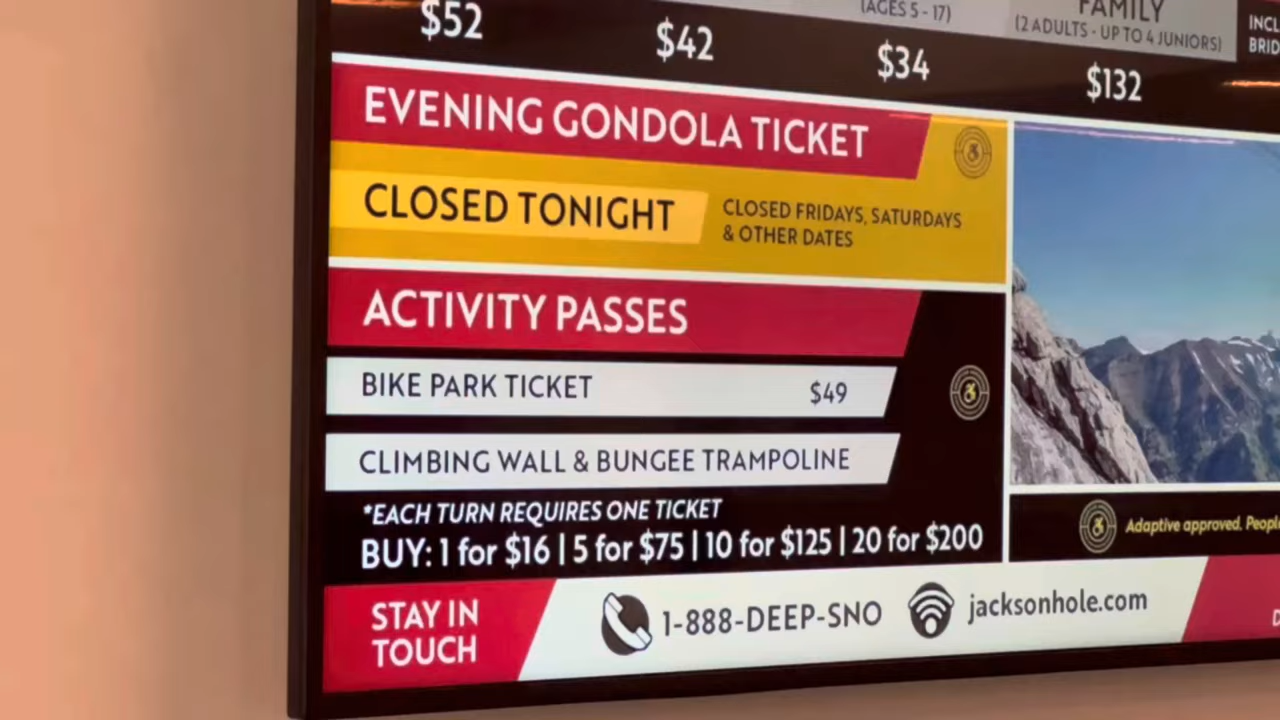 (AGES 5 - 17)
FAMILY
(2 ADULTS - UP TO 4 JUNIORS)
$52
$42
$34
$132
EVENING GONDOLA TICKET
CLOSED TONIGHT
CLOSED FRIDAYS, SATURDAYS
& OTHER DATES
ACTIVITY PASSES
BIKE PARK TICKET $49
CLIMBING WALL & BUNGEE TRAMPOLINE
*EACH TURN REQUIRES ONE TICKET
BUY: 1 for $16 | 5 for $75 | 10 for $125 | 20 for $200
Adaptive approved.
STAY IN
TOUCH
1-888-DEEP-SNO
jacksonhole.com